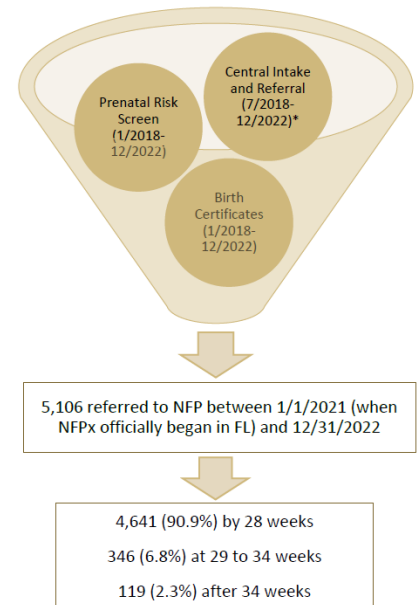 Central Intake
and Referral
(7/2018-
12/2022)*
Prenatal Risk
Screen
(1/2018-
12/2022)
Birth
Certificates
(1/2018-
12/2022)
5,106 referred to NFP between 1/1/2021 (when
NFPx officially began in FL) and 12/31/2022
4,641 (90.9%) by 28 weeks
346 (6.8%) at 29 to 34 weeks
119 (2.3%) after 34 weeks